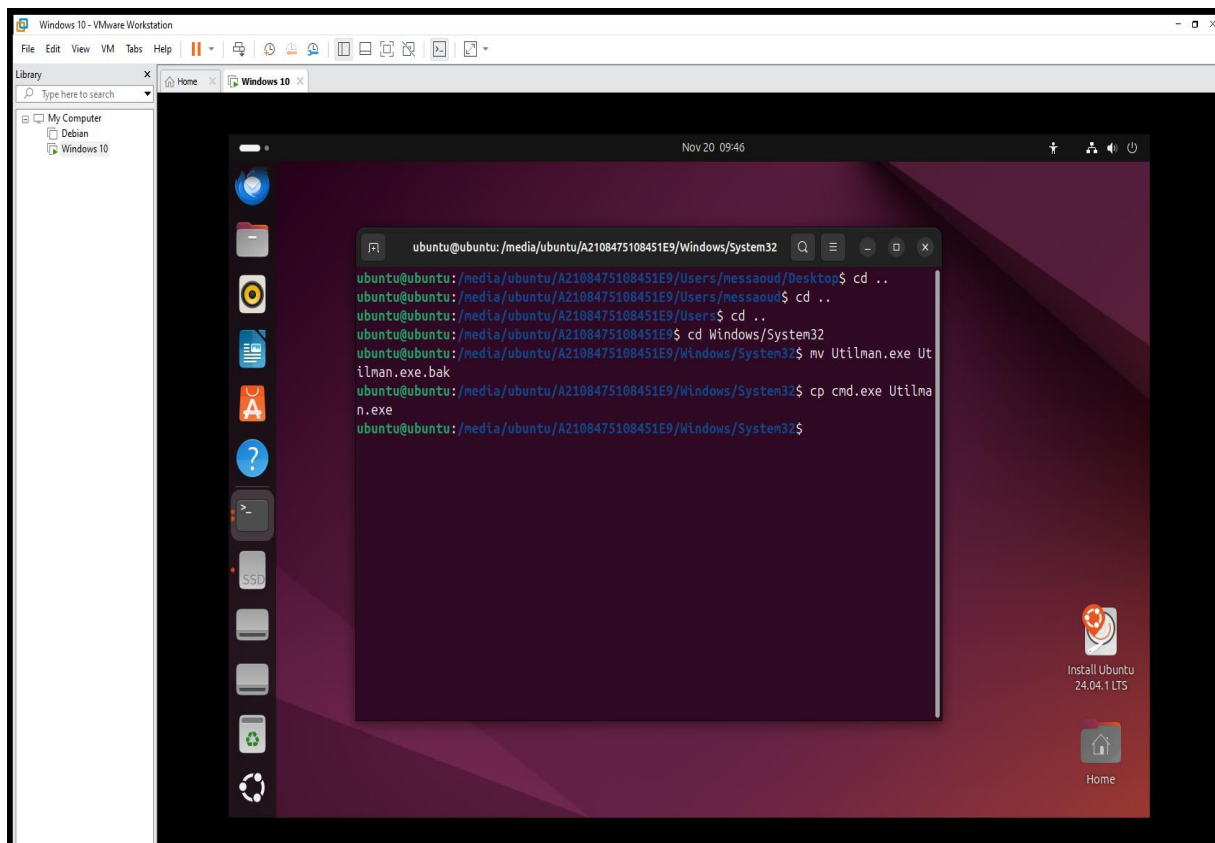 Windows 10 - VMware Workstation
File Edit View VM Tabs Help
Library
Home
Windows 10
Type here to search
My Computer
Debian
Windows 10
Nov 20 09:46
ubuntu@ubuntu: /media/ubuntu/A2108475108451E9/Windows/System32
ubuntu@ubuntu:/media/ubuntu/A2108475108451E9/Users/messaoud/Desktop$ cd ..
ubuntu@ubuntu:/media/ubuntu/A2108475108451E9/Users/messaoud$ cd ..
ubuntu@ubuntu:/media/ubuntu/A2108475108451E9/Users$ cd ..
ubuntu@ubuntu:/media/ubuntu/A2108475108451E9$ cd Windows/System32
ubuntu@ubuntu:/media/ubuntu/A2108475108451E9/Windows/System32$ mv Utilman.exe Ut
ilman.exe.bak
ubuntu@ubuntu:/media/ubuntu/A2108475108451E9/Windows/System32$ cp cmd.exe Utilma
n.exe
ubuntu@ubuntu:/media/ubuntu/A2108475108451E9/Windows/System32$
SSD
Install Ubuntu
24.04.1 LTS
Home